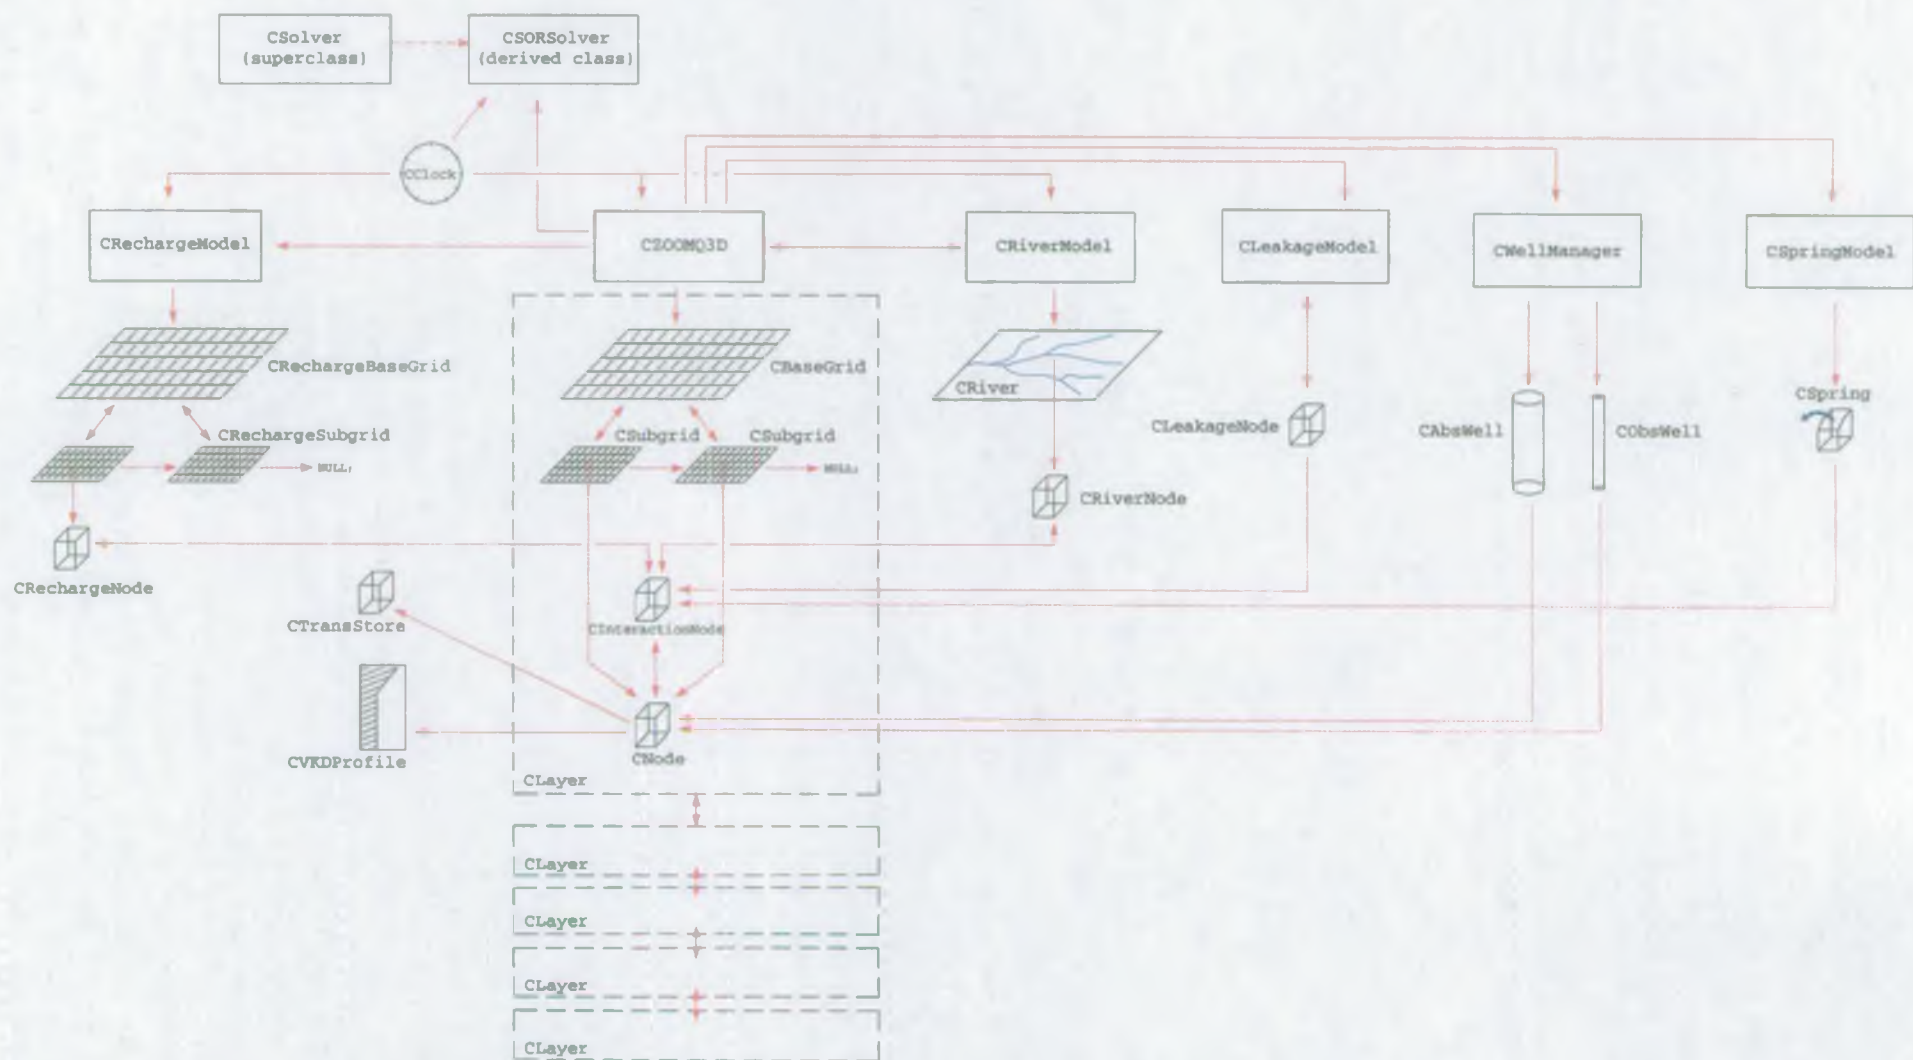 CSolver
(superclass)
CSORSolver
(derived class)
CClock
CRechargeModel
CZOOMQ3D
CRiverModel
CLeakageModel
CWellManager
CSpringModel
CRechargeBaseGrid
CBaseGrid
CRiver
CSpring
CRechargeSubgrid
CSubgrid
CSubgrid
CLeakageNode
CAbsWell
CObsWell
NULL;
NULL;
CRiverNode
CRechargeNode
CTransStore
CInteractionNode
CVKDProfile
CNode
CLayer
CLayer
CLayer
CLayer
CLayer